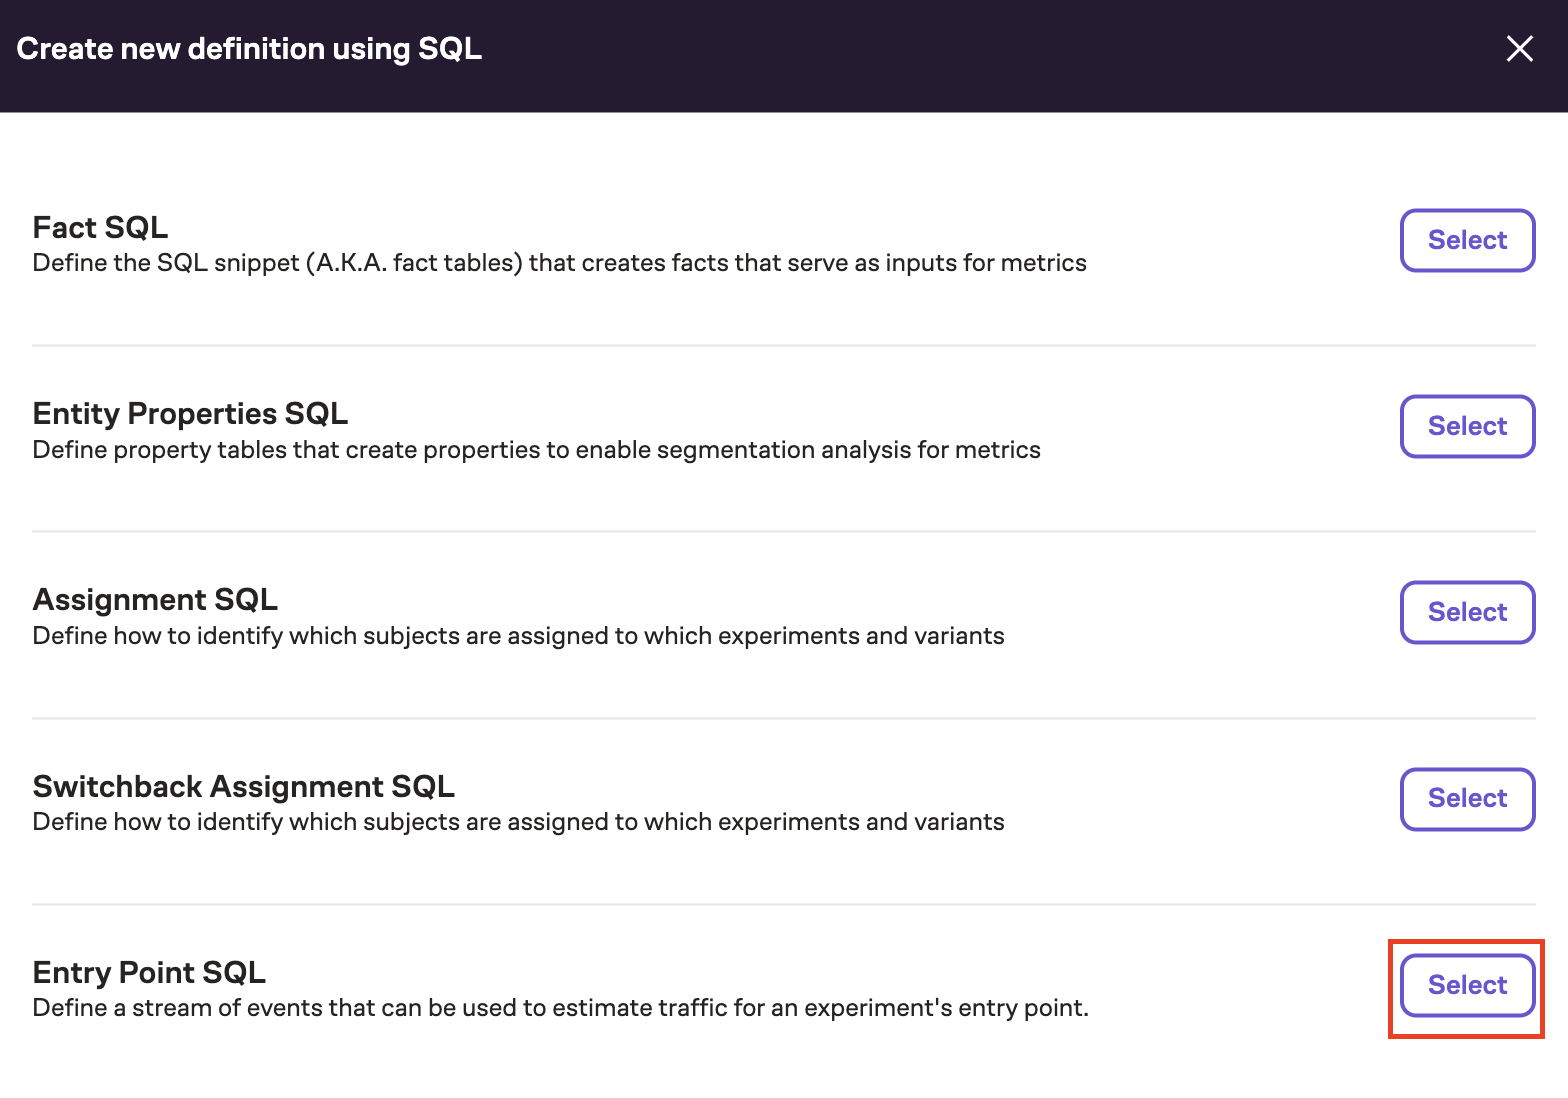 Create new definition using SQL
Fact SQL
Define the SQL snippet (A.K.A. fact tables) that creates facts that serve as inputs for metrics
Select
Entity Properties SQL
Define property tables that create properties to enable segmentation analysis for metrics
Select
Assignment SQL
Define how to identify which subjects are assigned to which experiments and variants
Select
Switchback Assignment SQL
Define how to identify which subjects are assigned to which experiments and variants
Select
Entry Point SQL
Define a stream of events that can be used to estimate traffic for an experiment's entry point.
Select